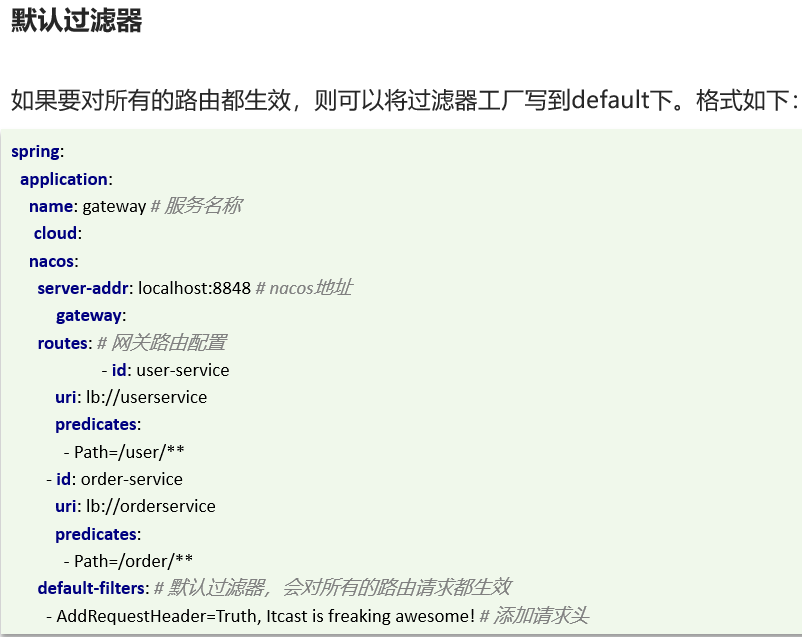 默认过滤器
如果要对所有的路由都生效，则可以将过滤器工厂写到default下。格式如下：
spring:
application:
name: gateway # 服务名称
cloud:
nacos:
server-addr: localhost:8848 # nacos地址
gateway:
routes: # 网关路由配置
- id: user-service
uri: lb://userservice
predicates:
- Path=/user/**
- id: order-service
uri: lb://orderservice
predicates:
- Path=/order/**
default-filters: # 默认过滤器，会对所有的路由请求都生效
- AddRequestHeader=Truth, Itcast is freaking awesome! # 添加请求头